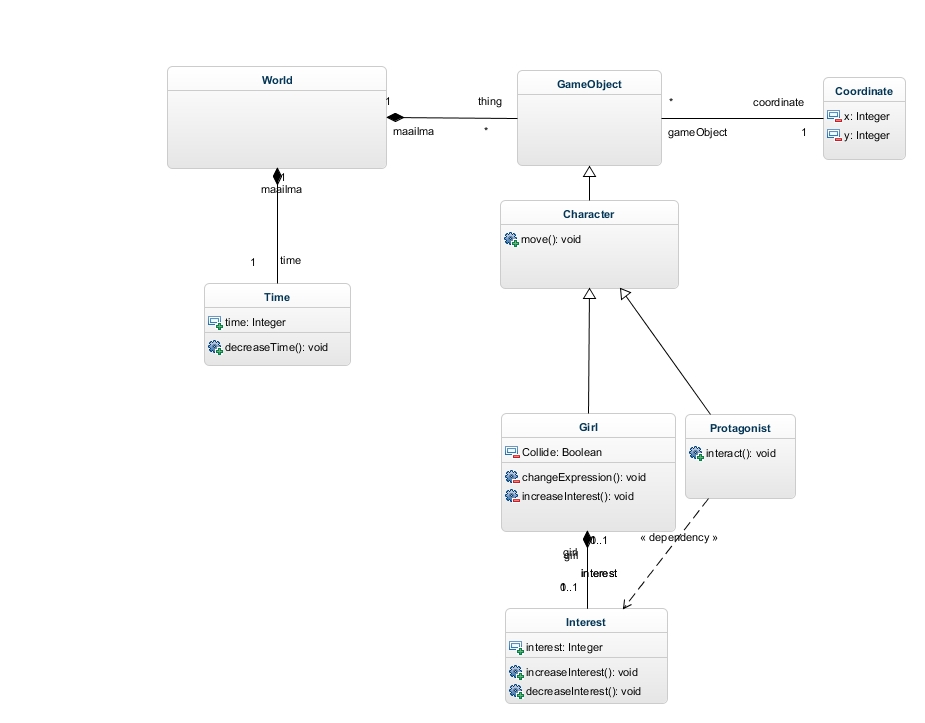 World
GameObject
Coordinate
x: Integer
y: Integer
1
thing
maailma
*
*
coordinate
gameObject
1
1
maailma
1
time
Time
time: Integer
decreaseTime(): void
Character
move(): void
Girl
Collide: Boolean
changeExpression(): void
increaseInterest(): void
Protagonist
interact(): void
« dependency »
0..1
girl
interest
0..1
Interest
interest: Integer
increaseInterest(): void
decreaseInterest(): void